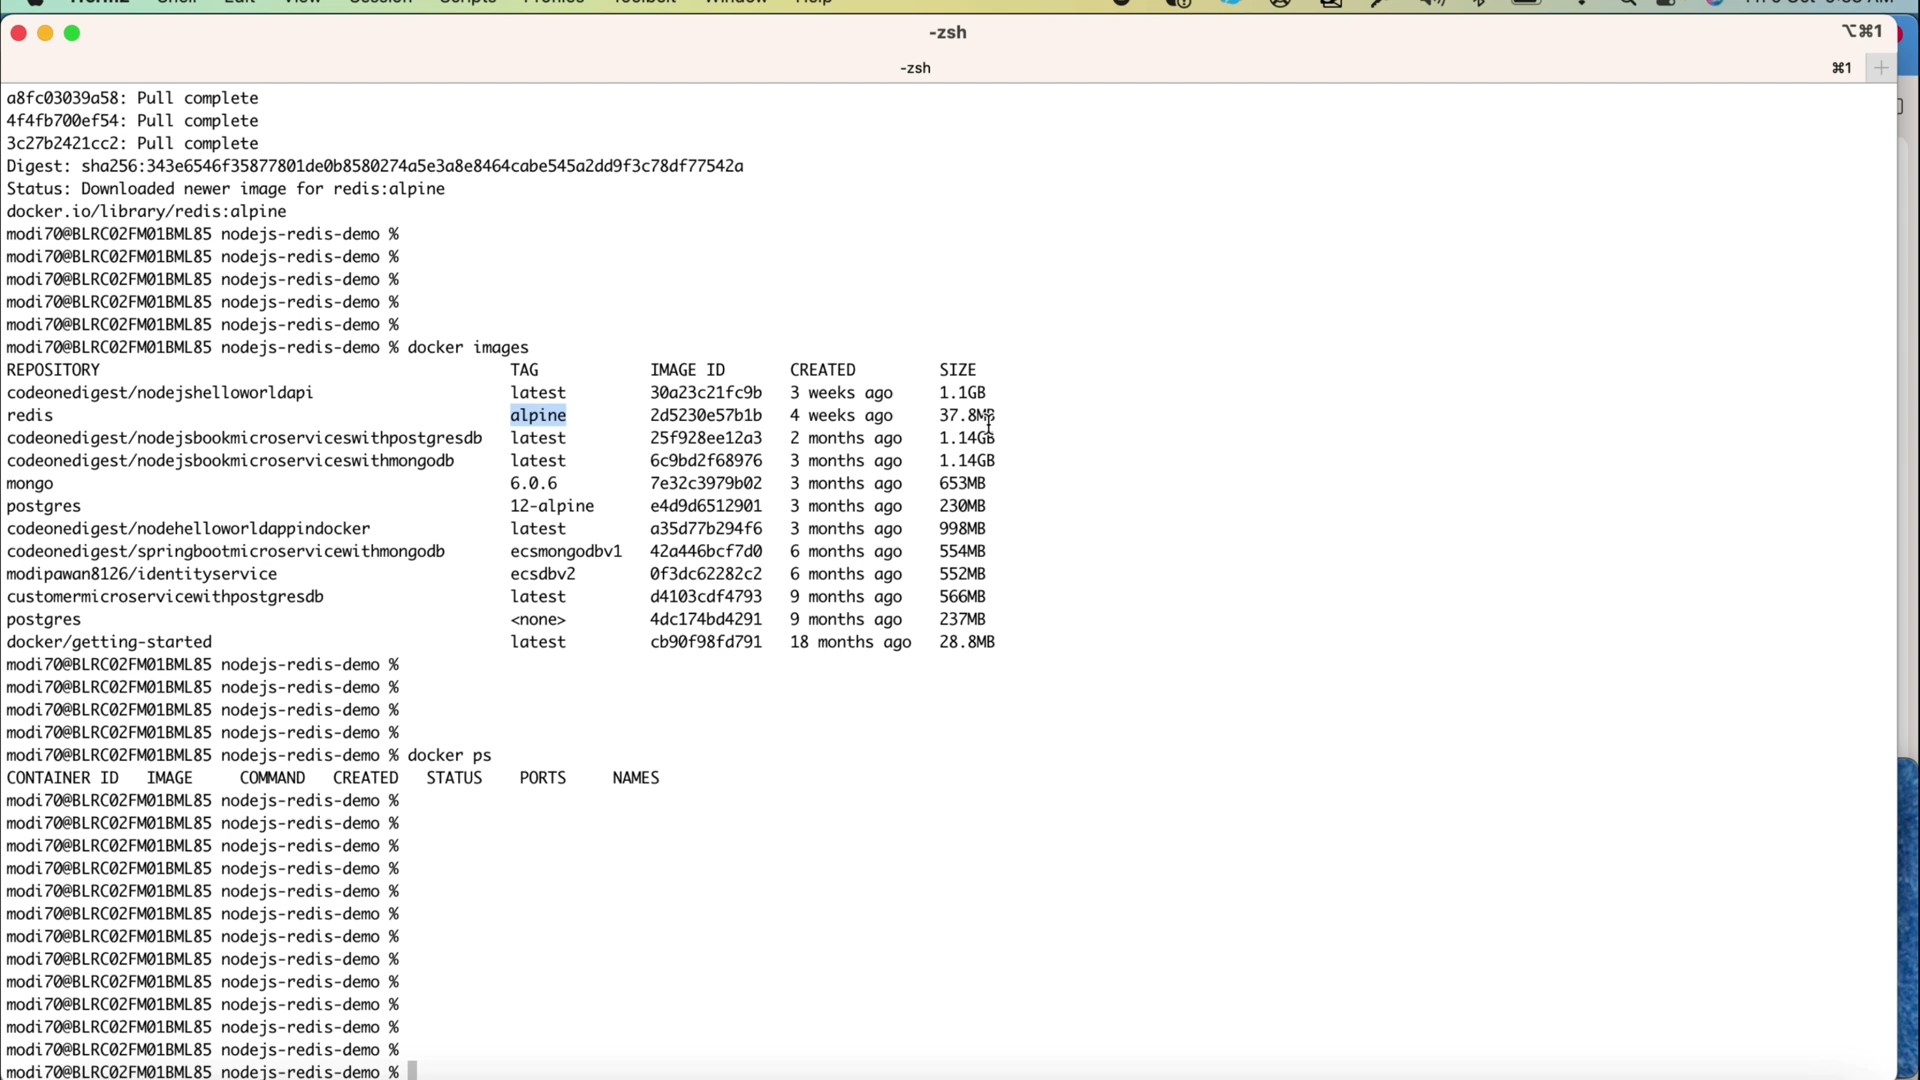 iTerm2 Shell Edit View Session Scripts Profiles Toolbelt Window Help
-zsh
⌥⌘1
-zsh
⌘1
a8fc03039a58: Pull complete
4f4fb700ef54: Pull complete
3c27b2421cc2: Pull complete
Digest: sha256:343e6546f35877801de0b8580274a5e3a8e8464cabe545a2dd9f3c78df77542a
Status: Downloaded newer image for redis:alpine
docker.io/library/redis:alpine
modi70@BLRC02FM01BML85 nodejs-redis-demo %
modi70@BLRC02FM01BML85 nodejs-redis-demo %
modi70@BLRC02FM01BML85 nodejs-redis-demo %
modi70@BLRC02FM01BML85 nodejs-redis-demo %
modi70@BLRC02FM01BML85 nodejs-redis-demo %
modi70@BLRC02FM01BML85 nodejs-redis-demo % docker images
REPOSITORY TAG IMAGE ID CREATED SIZE
codeonedigest/nodejshelloworldapi latest 30a23c21fc9b 3 weeks ago 1.1GB
redis alpine 2d5230e57b1b 4 weeks ago 37.8MB
codeonedigest/nodejsbookmicroserviceswithpostgresdb latest 25f928ee12a3 2 months ago 1.14GB
codeonedigest/nodejsbookmicroserviceswithmongodb latest 6c9bd2f68976 3 months ago 1.14GB
mongo 6.0.6 7e32c3979b02 3 months ago 653MB
postgres 12-alpine e4d9d6512901 3 months ago 230MB
codeonedigest/nodehelloworldappindocker latest a35d77b294f6 3 months ago 998MB
codeonedigest/springbootmicroservicewithmongodb ecsmongodbv1 42a446bcf7d0 6 months ago 554MB
modipawan8126/identityservice ecsdbv2 0f3dc62282c2 6 months ago 552MB
customermicroservicewithpostgresdb latest d4103cdf4793 9 months ago 566MB
postgres <none> 4dc174bd4291 9 months ago 237MB
docker/getting-started latest cb90f98fd791 18 months ago 28.8MB
modi70@BLRC02FM01BML85 nodejs-redis-demo %
modi70@BLRC02FM01BML85 nodejs-redis-demo %
modi70@BLRC02FM01BML85 nodejs-redis-demo %
modi70@BLRC02FM01BML85 nodejs-redis-demo %
modi70@BLRC02FM01BML85 nodejs-redis-demo % docker ps
CONTAINER ID IMAGE COMMAND CREATED STATUS PORTS NAMES
modi70@BLRC02FM01BML85 nodejs-redis-demo %
modi70@BLRC02FM01BML85 nodejs-redis-demo %
modi70@BLRC02FM01BML85 nodejs-redis-demo %
modi70@BLRC02FM01BML85 nodejs-redis-demo %
modi70@BLRC02FM01BML85 nodejs-redis-demo %
modi70@BLRC02FM01BML85 nodejs-redis-demo %
modi70@BLRC02FM01BML85 nodejs-redis-demo %
modi70@BLRC02FM01BML85 nodejs-redis-demo %
modi70@BLRC02FM01BML85 nodejs-redis-demo %
modi70@BLRC02FM01BML85 nodejs-redis-demo %
modi70@BLRC02FM01BML85 nodejs-redis-demo %
modi70@BLRC02FM01BML85 nodejs-redis-demo %
modi70@BLRC02FM01BML85 nodejs-redis-demo %